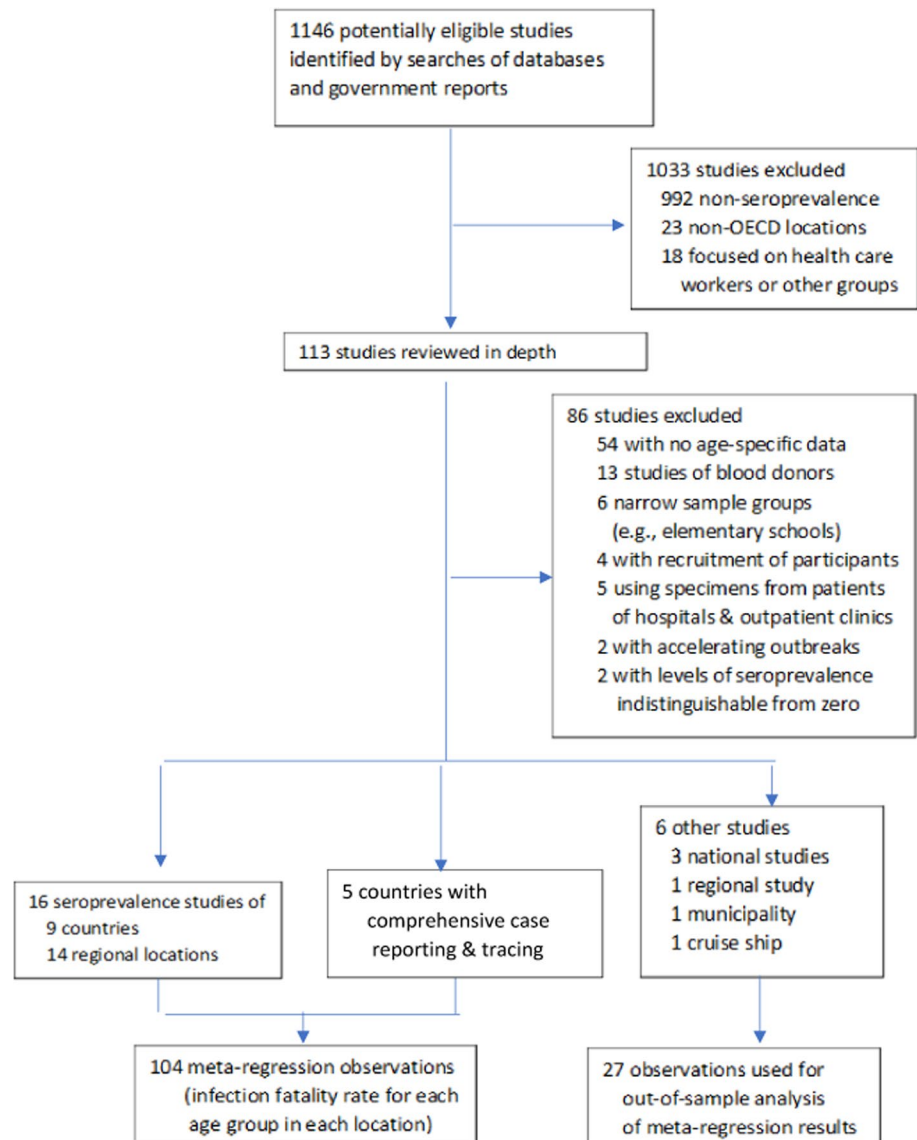 1146 potentially eligible studies
identified by searches of databases
and government reports
1033 studies excluded
992 non-seroprevalence
23 non-OECD locations
18 focused on health care
workers or other groups
113 studies reviewed in depth
86 studies excluded
54 with no age-specific data
13 studies of blood donors
6 narrow sample groups
(e.g., elementary schools)
4 with recruitment of participants
5 using specimens from patients
of hospitals & outpatient clinics
2 with accelerating outbreaks
2 with levels of seroprevalence
indistinguishable from zero
16 seroprevalence studies of
9 countries
14 regional locations
5 countries with
comprehensive case
reporting & tracing
6 other studies
3 national studies
1 regional study
1 municipality
1 cruise ship
104 meta-regression observations
(infection fatality rate for each
age group in each location)
27 observations used for
out-of-sample analysis
of meta-regression results